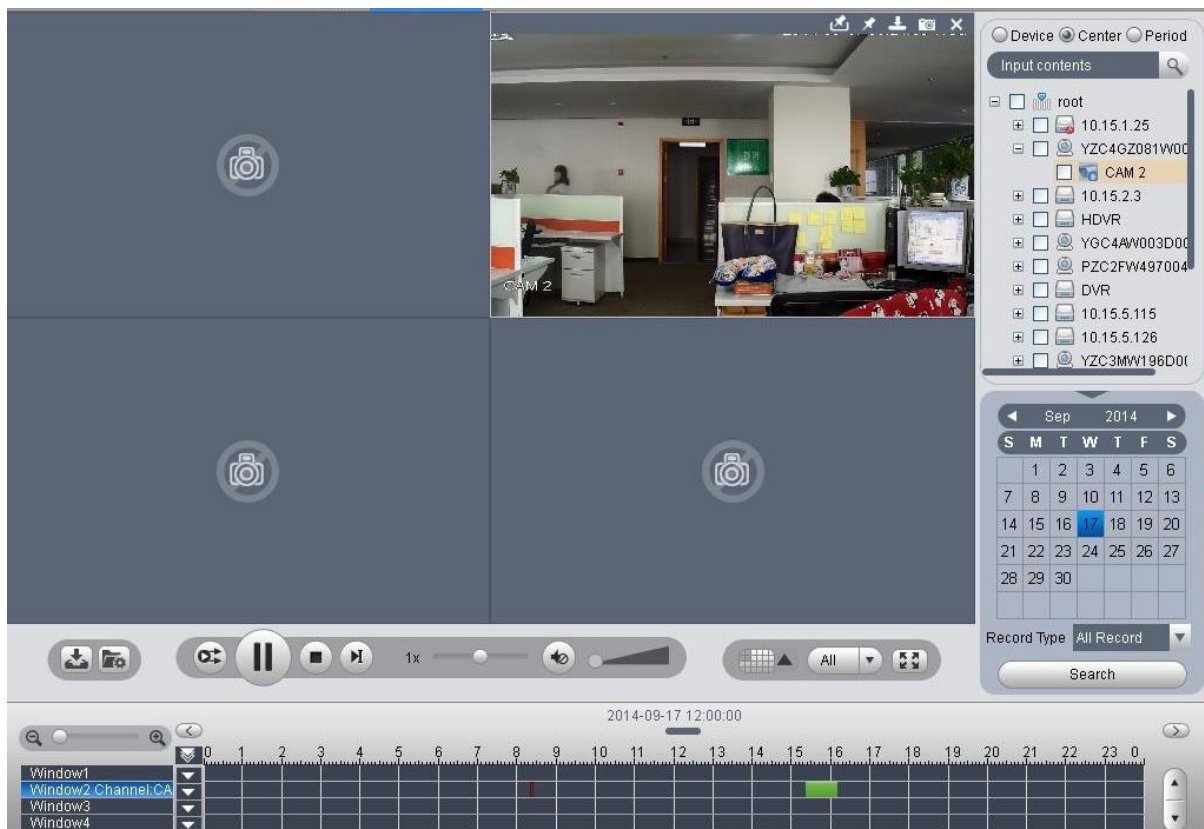 Device Center Period
Input contents
root
10.15.1.25
YZC4GZ081W00
CAM 2
10.15.2.3
HDVR
YGC4AW003D00
PZC2FW497004
DVR
10.15.5.115
10.15.5.126
YZC3MW196D0
CAM 2
Sep 2014
S M T W T F S
1 2 3 4 5 6
7 8 9 10 11 12 13
14 15 16 17 18 19 20
21 22 23 24 25 26 27
28 29 30
Record Type All Record
Search
1x
All
2014-09-17 12:00:00
0 1 2 3 4 5 6 7 8 9 10 11 12 13 14 15 16 17 18 19 20 21 22 23 0
Window1
Window2 Channel:CA
Window3
Window4